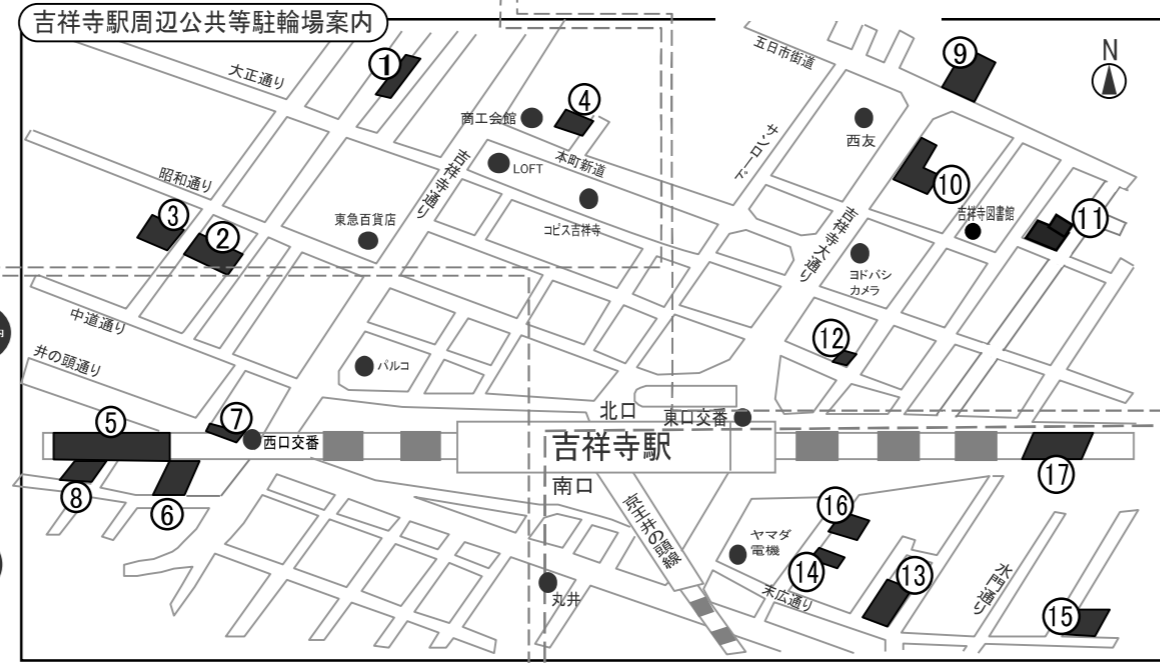 吉祥寺駅周辺公共等駐輪場案内
大正通り
①
④
商工会館
五日市街道
⑨
N
サンロード
西友
LOFT
本町新道
吉祥寺通り
昭和通り
⑩
③
②
東急百貨店
コピス吉祥寺
吉祥寺大通り
吉祥寺図書館
⑪
ヨドバシ
カメラ
中道通り
井の頭通り
⑫
パルコ
⑤
⑦
西口交番
北口
東口交番
吉祥寺駅
南口
⑧
⑥
京王井の頭線
⑰
⑯
ヤマダ
電機
⑭
⑬
末広通り
水門通り
⑮
丸井